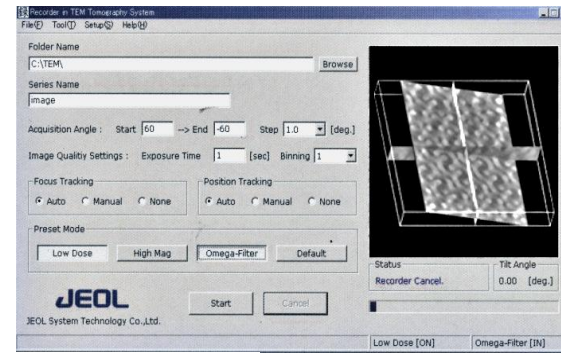 Recorder in TEM Tomography System
File(F) Tool(T) Setup(S) Help(H)
Folder Name
C:\TEM\
Browse
Series Name
image
Acquisition Angle : Start 60 --> End -60 Step 1.0 [deg.]
Image Qualitiy Settings : Exposure Time 1 [sec] Binning 1
Focus Tracking
Auto Manual None
Position Tracking
Auto Manual None
Preset Mode
Low Dose High Mag Omega-Filter Default
Status
Recorder Cancel.
Tilt Angle
0.00 [deg.]
JEOL
JEOL System Technology Co.,Ltd.
Start Cancel
Low Dose [ON] Omega-Filter [IN]